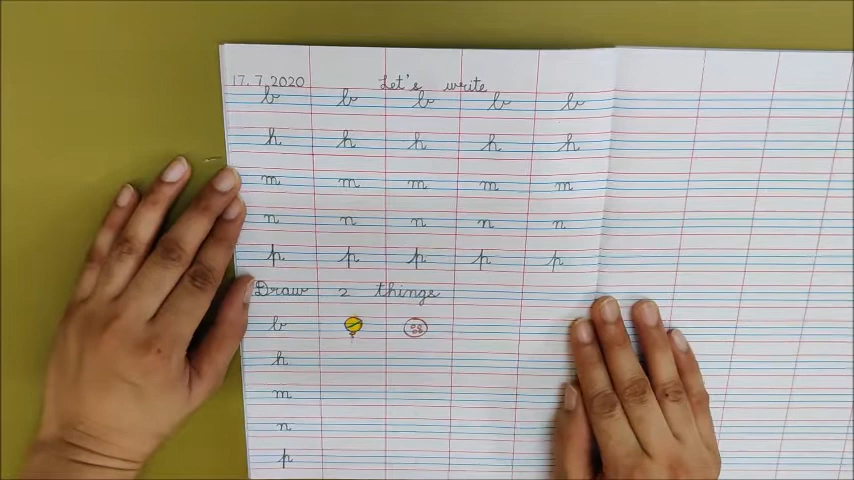 17.7.2020 Let's write
b b b b b
h h h h h
m m m m m
n n n n n
p p p p p
Draw 2 things
b
h
m
n
p